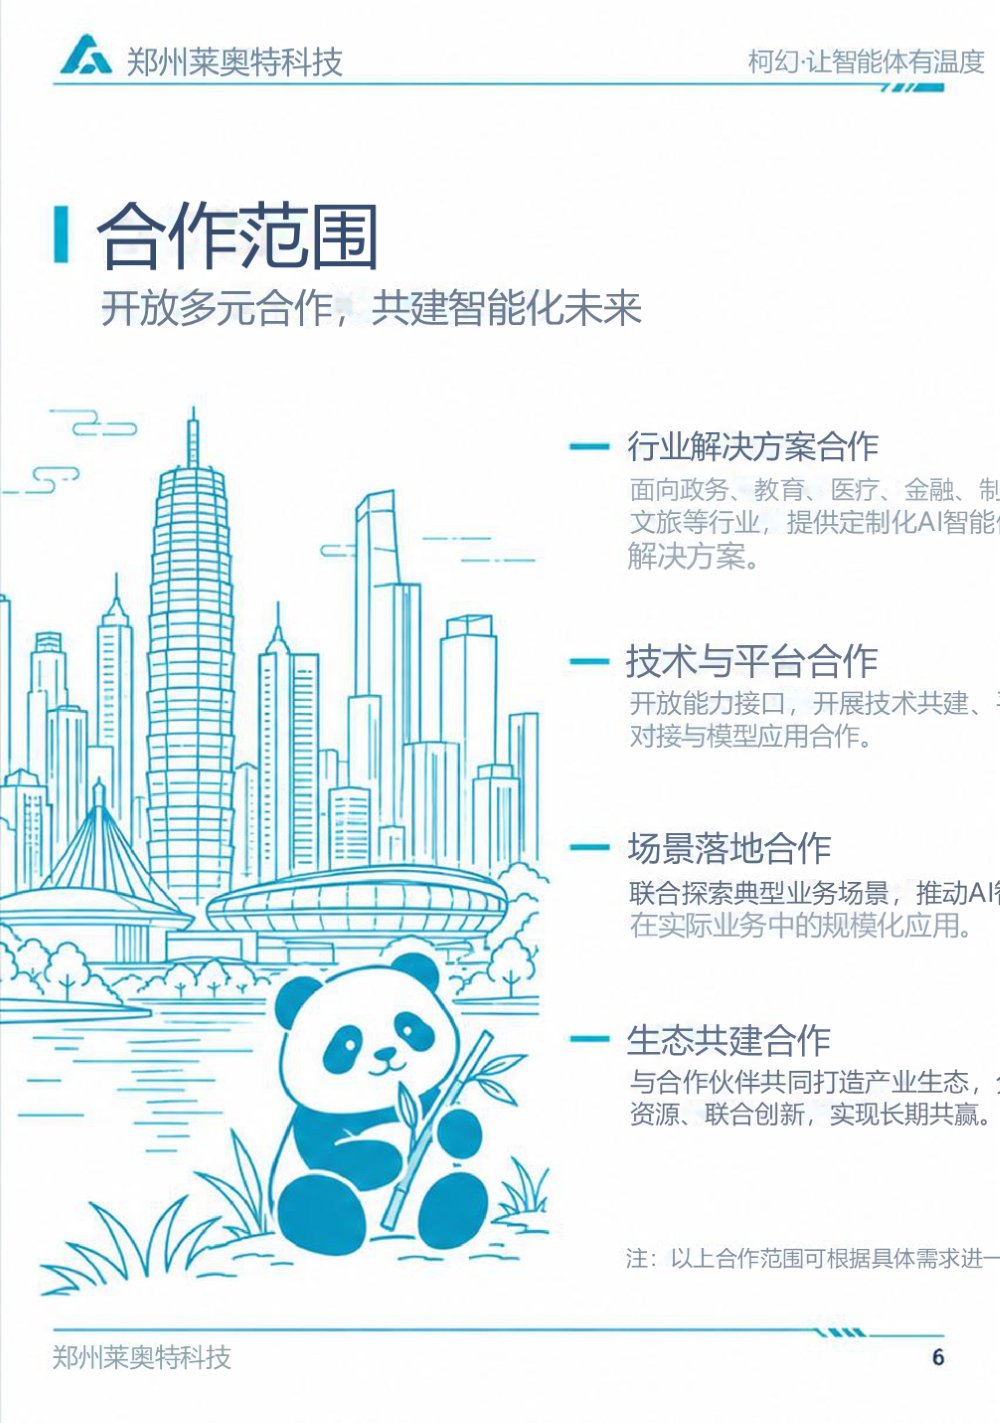 郑州莱奥特科技
柯幻·让智能体有温度
合作范围
开放多元合作，共建智能化未来
行业解决方案合作
面向政务、教育、医疗、金融、制
文旅等行业，提供定制化AI智能
解决方案。
技术与平台合作
开放能力接口，开展技术共建、
对接与模型应用合作。
场景落地合作
联合探索典型业务场景，推动AI
在实际业务中的规模化应用。
生态共建合作
与合作伙伴共同打造产业生态，
资源、联合创新，实现长期共赢。
注：以上合作范围可根据具体需求进一
郑州莱奥特科技
6